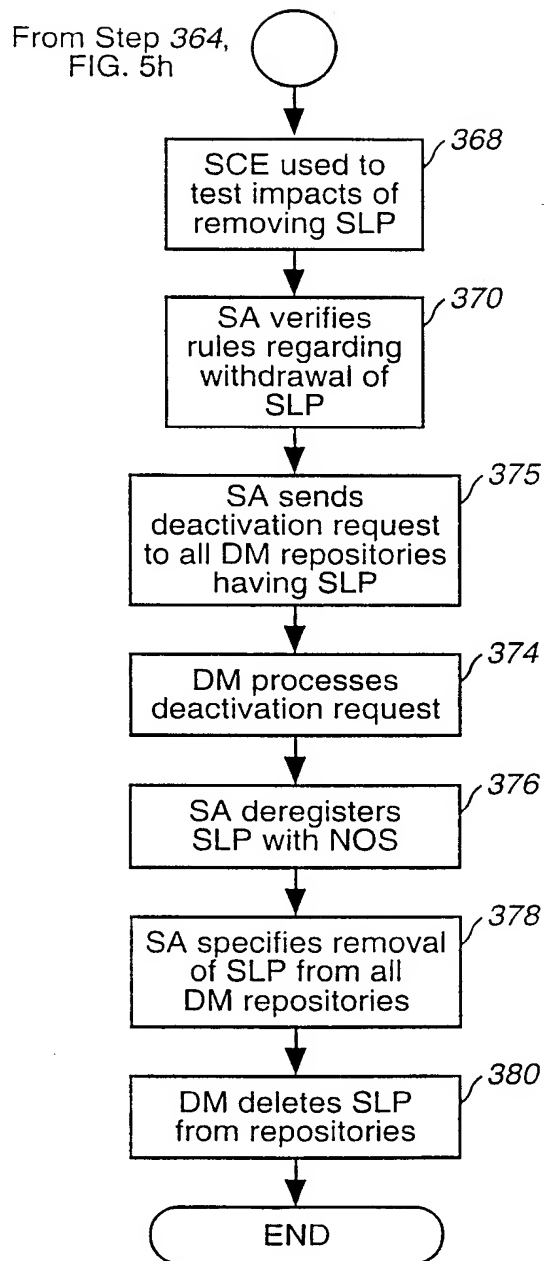 From Step 364,
FIG. 5h
368
SCE used to
test impacts of
removing SLP
370
SA verifies
rules regarding
withdrawal of
SLP
375
SA sends
deactivation request
to all DM repositories
having SLP
374
DM processes
deactivation request
376
SA deregisters
SLP with NOS
378
SA specifies removal
of SLP from all
DM repositories
380
DM deletes SLP
from repositories
END